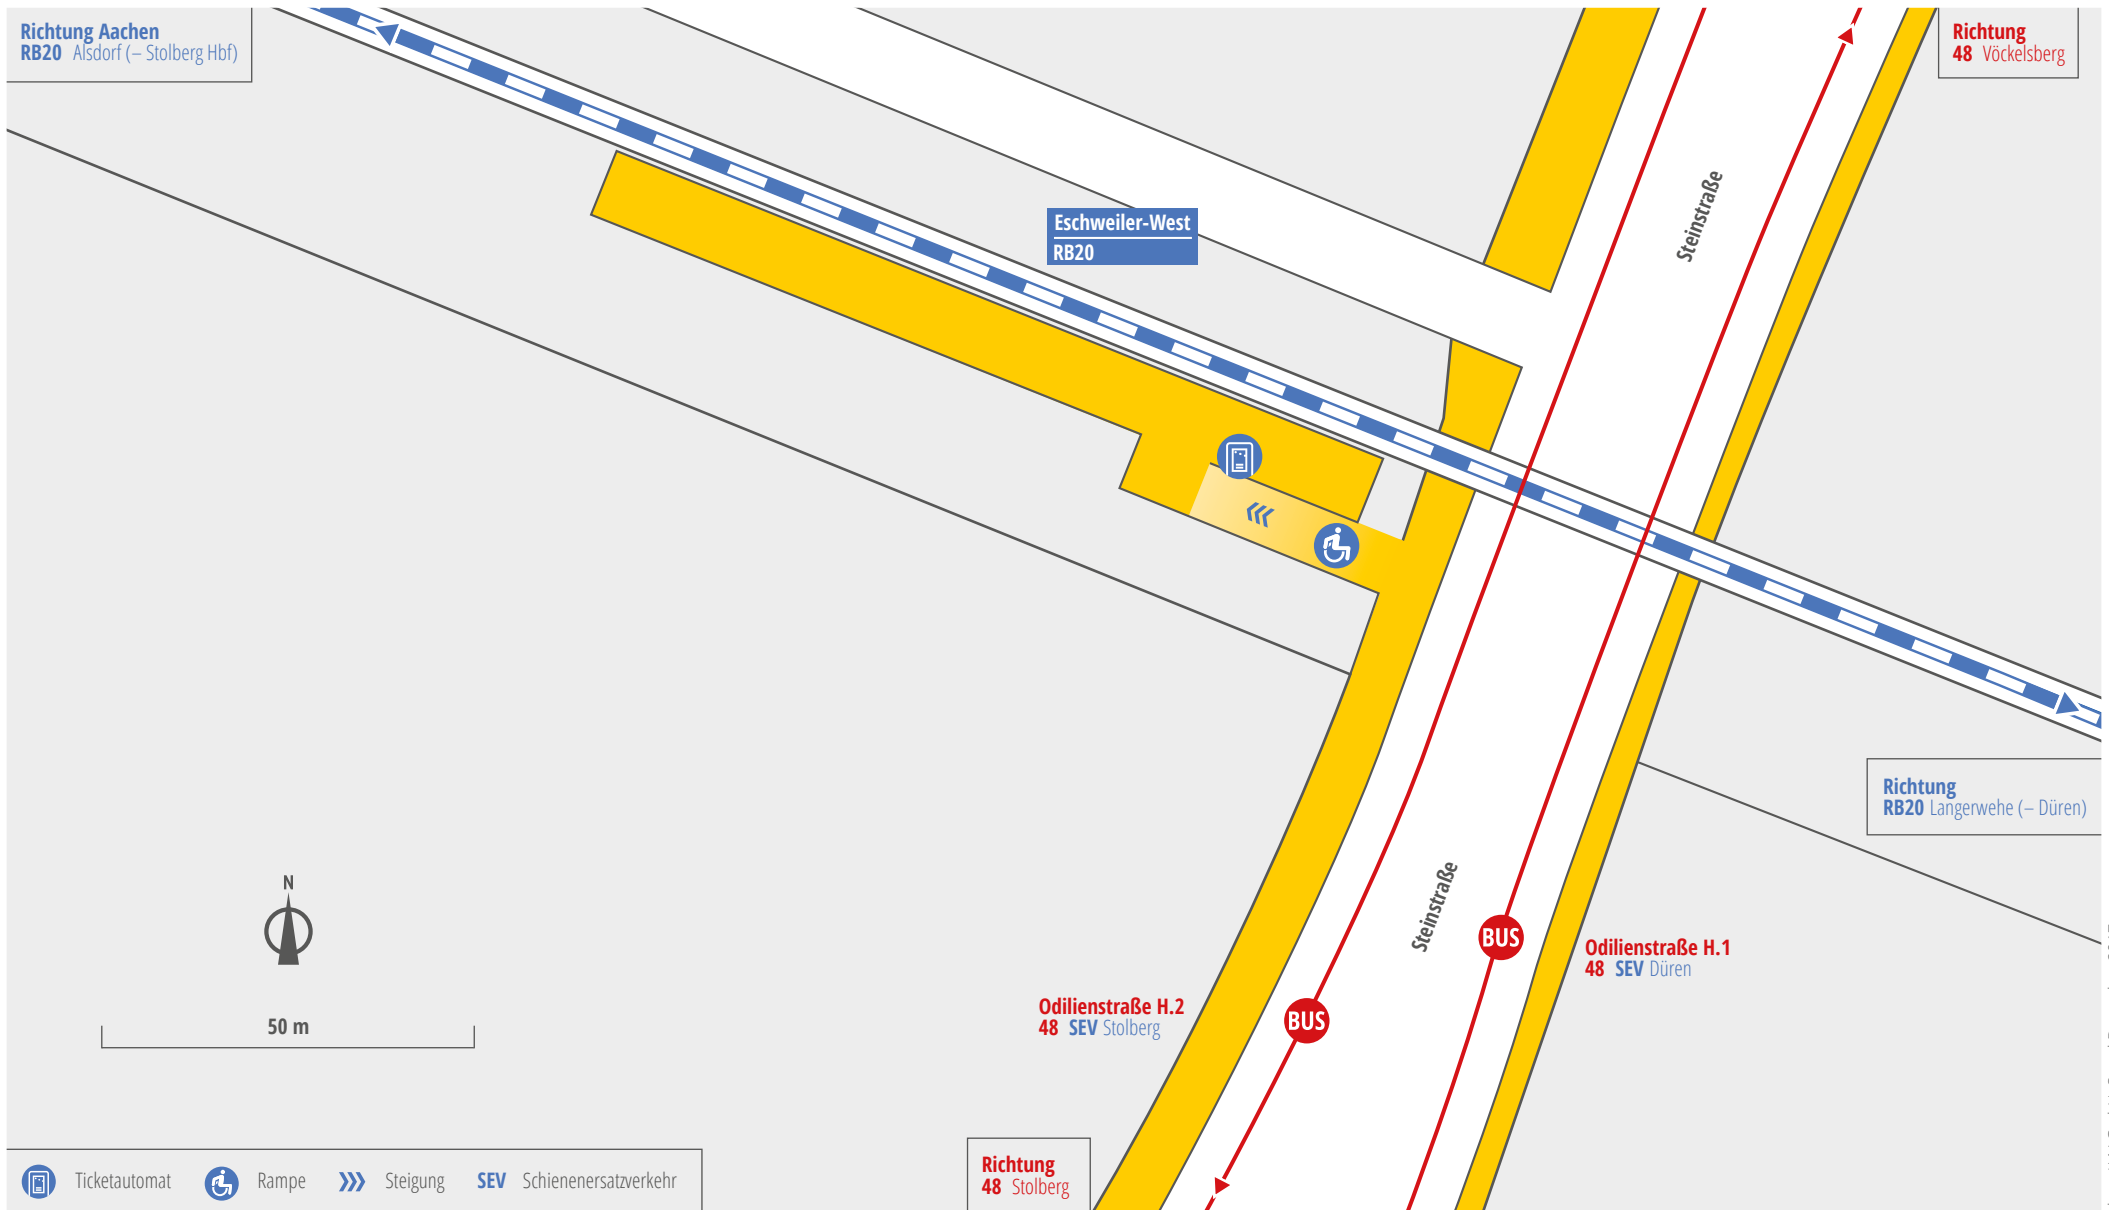 Richtung Aachen
RB20 Alsdorf (– Stolberg Hbf)
Richtung
48 Vöckelsberg
Steinstraße
Eschweiler-West
RB20
Richtung
RB20 Langerwehe (– Düren)
Steinstraße
N
50 m
Odilienstraße H.1
48 SEV Düren
Odilienstraße H.2
48 SEV Stolberg
BUS
BUS
Richtung
48 Stolberg
Ticketautomat
Rampe
Steigung
SEV Schienenersatzverkehr